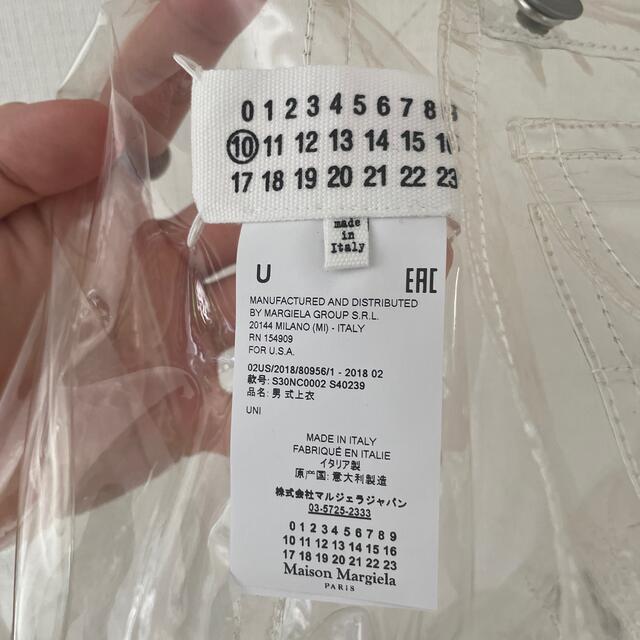 0 1 2 3 4 5 6 7 8 9
10 11 12 13 14 15 16
17 18 19 20 21 22 23
made
in
Italy
U EAC
MANUFACTURED AND DISTRIBUTED
BY MARGIELA GROUP S.R.L.
20144 MILANO (MI) - ITALY
RN 154909
FOR U.S.A.
02US/2018/80956/1 - 2018 02
款号: S30NC0002 S40239
品名: 男式上衣
UNI
MADE IN ITALY
FABRIQUÉ EN ITALIE
イタリア製
原产国: 意大利制造
株式会社マルジェラジャパン
03-5725-2333
0 1 2 3 4 5 6 7 8 9
10 11 12 13 14 15 16
17 18 19 20 21 22 23
Maison Margiela
PARIS